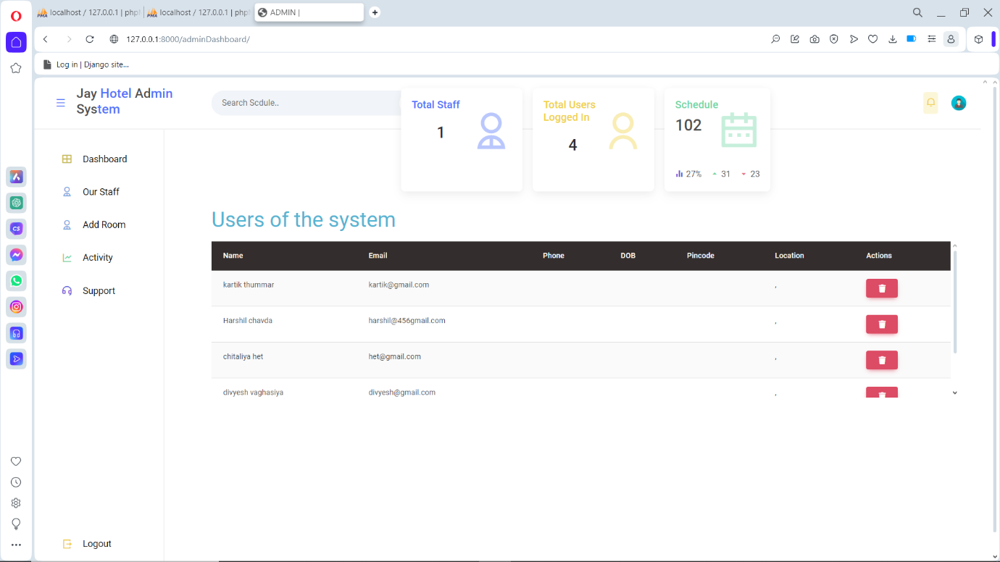 localhost / 127.0.0.1 | php
localhost / 127.0.0.1 | php
ADMIN |
127.0.0.1:8000/adminDashboard/
Log in | Django site...
Jay Hotel Admin
System
Search Scdule..
Total Staff
1
Total Users
Logged In
4
Schedule
102
27% 31 23
Dashboard
Our Staff
Add Room
Activity
Support
Logout
Users of the system
Name Email Phone DOB Pincode Location Actions
kartik thummar kartik@gmail.com ,
Harshil chavda harshil@456gmail.com ,
chitaliya het het@gmail.com ,
divyesh vaghasiya divyesh@gmail.com ,